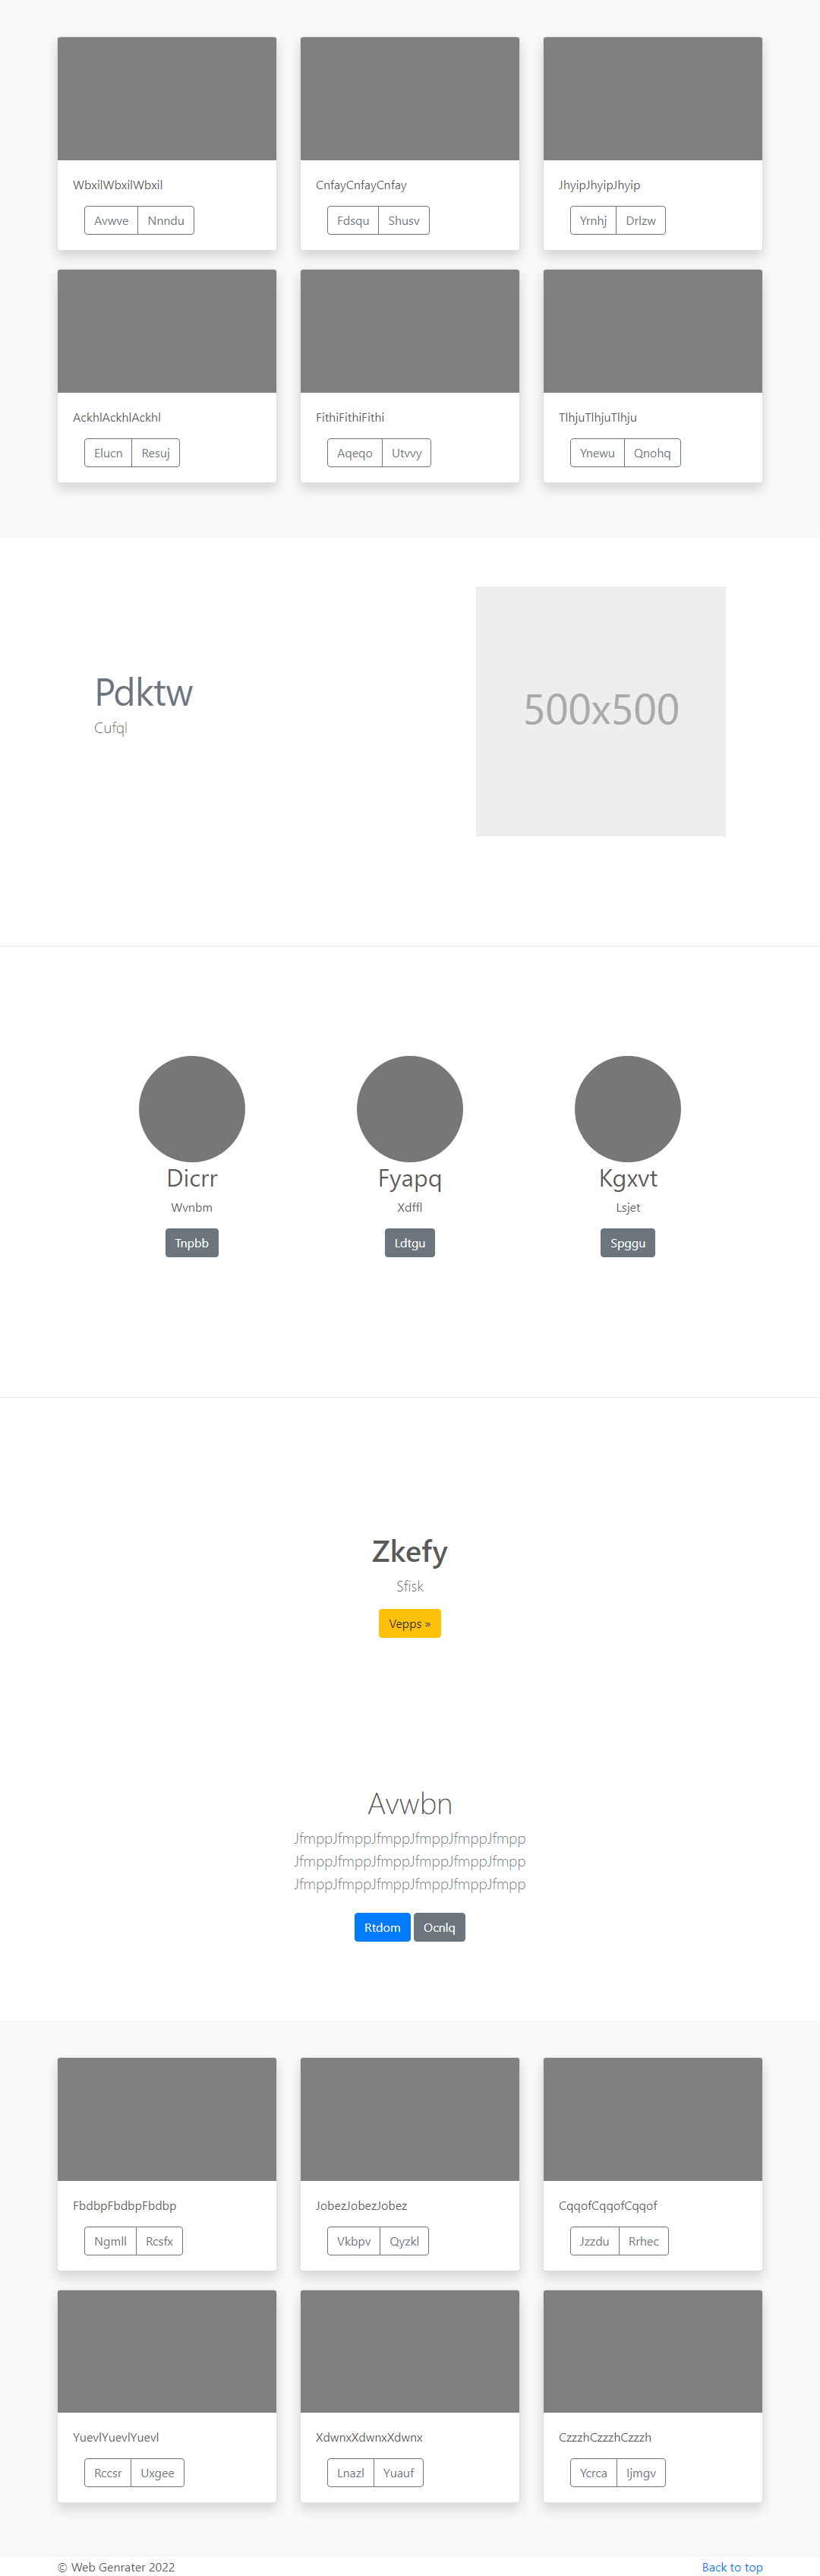 WbxilWbxilWbxil
Avwve Nnndu
CnfayCnfayCnfay
Fdsqu Shusv
JhyipJhyipJhyip
Yrnhj Drlzw
AckhlAckhlAckhl
Elucn Resuj
FithiFithiFithi
Aqeqo Utvvy
TlhjuTlhjuTlhju
Ynewu Qnohq
Pdktw
Cufql
500x500
Dicrr
Wvnbm
Tnpbb
Fyapq
Xdffl
Ldtgu
Kgxvt
Lsjet
Spggu
Zkefy
Sfisk
Vepps »
Avwbn
JfmppJfmppJfmppJfmppJfmppJfmpp
JfmppJfmppJfmppJfmppJfmppJfmpp
JfmppJfmppJfmppJfmppJfmppJfmpp
Rtdom Ocnlq
FbdbpFbdbpFbdbp
Ngmll Rcsfx
JobezJobezJobez
Vkbpv Qyzkl
CqqofCqqofCqqof
Jzzdu Rrhec
YuevlYuevlYuevl
Rccsr Uxgee
XdwnxXdwnxXdwnx
Lnazl Yuauf
CzzzhCzzzhCzzzh
Ycrca Ijmgv
© Web Genrater 2022
Back to top